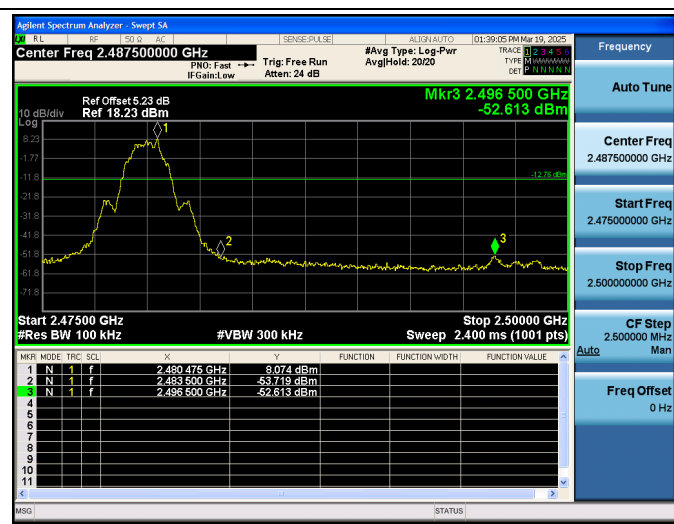 Agilent Spectrum Analyzer - Swept SA
LXI RL RF 50 Ω AC SENSE:PULSE ALIGN AUTO 01:39:05 PM Mar 19, 2025
Center Freq 2.487500000 GHz
#Avg Type: Log-Pwr
TRACE 1 2 3 4 5 6
PNO: Fast
Trig: Free Run
Avg|Hold: 20/20
TYPE M WWWWW
IFGain:Low
Atten: 24 dB
DET P N N N N N
Mkr3 2.496 500 GHz
-52.613 dBm
Ref Offset 5.23 dB
10 dB/div Ref 18.23 dBm
Log
1
8.23
-1.77
-11.8
-12.76 dBm
-21.8
-31.8
-41.8
2
3
-51.8
-61.8
-71.8
Start 2.47500 GHz
Stop 2.50000 GHz
#Res BW 100 kHz
#VBW 300 kHz
Sweep 2.400 ms (1001 pts)
MKR MODE TRC SCL X Y FUNCTION FUNCTION WIDTH FUNCTION VALUE
1 N 1 f 2.480 475 GHz 8.074 dBm
2 N 1 f 2.483 500 GHz -53.719 dBm
3 N 1 f 2.496 500 GHz -52.613 dBm
4
5
6
7
8
9
10
11
MSG STATUS
Frequency
Auto Tune
Center Freq
2.487500000 GHz
Start Freq
2.475000000 GHz
Stop Freq
2.500000000 GHz
CF Step
2.500000 MHz
Auto Man
Freq Offset
0 Hz